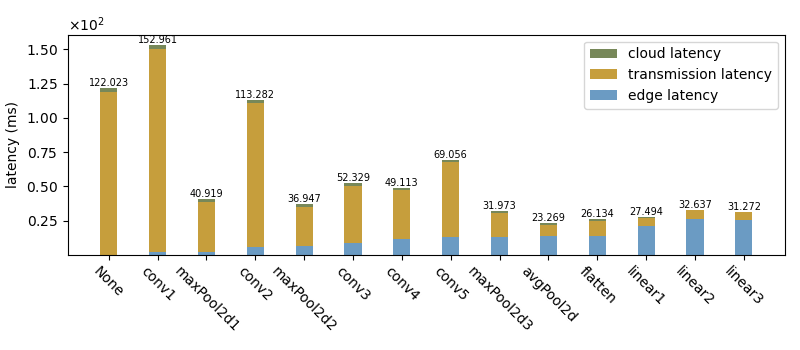 ×10²
latency (ms)
1.50
1.25
1.00
0.75
0.50
0.25
cloud latency
transmission latency
edge latency
122.023
152.961
40.919
113.282
36.947
52.329
49.113
69.056
31.973
23.269
26.134
27.494
32.637
31.272
None
conv1
maxPool2d1
conv2
maxPool2d2
conv3
conv4
conv5
maxPool2d3
avgPool2d
flatten
linear1
linear2
linear3